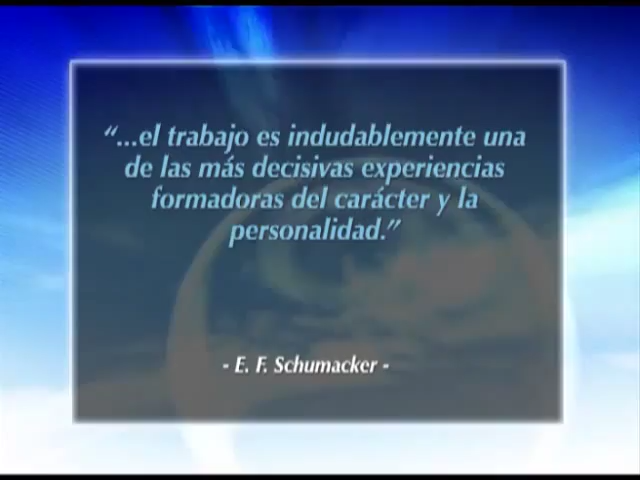 “...el trabajo es indudablemente una
de las más decisivas experiencias
formadoras del carácter y la
personalidad.”
- E. F. Schumacker -